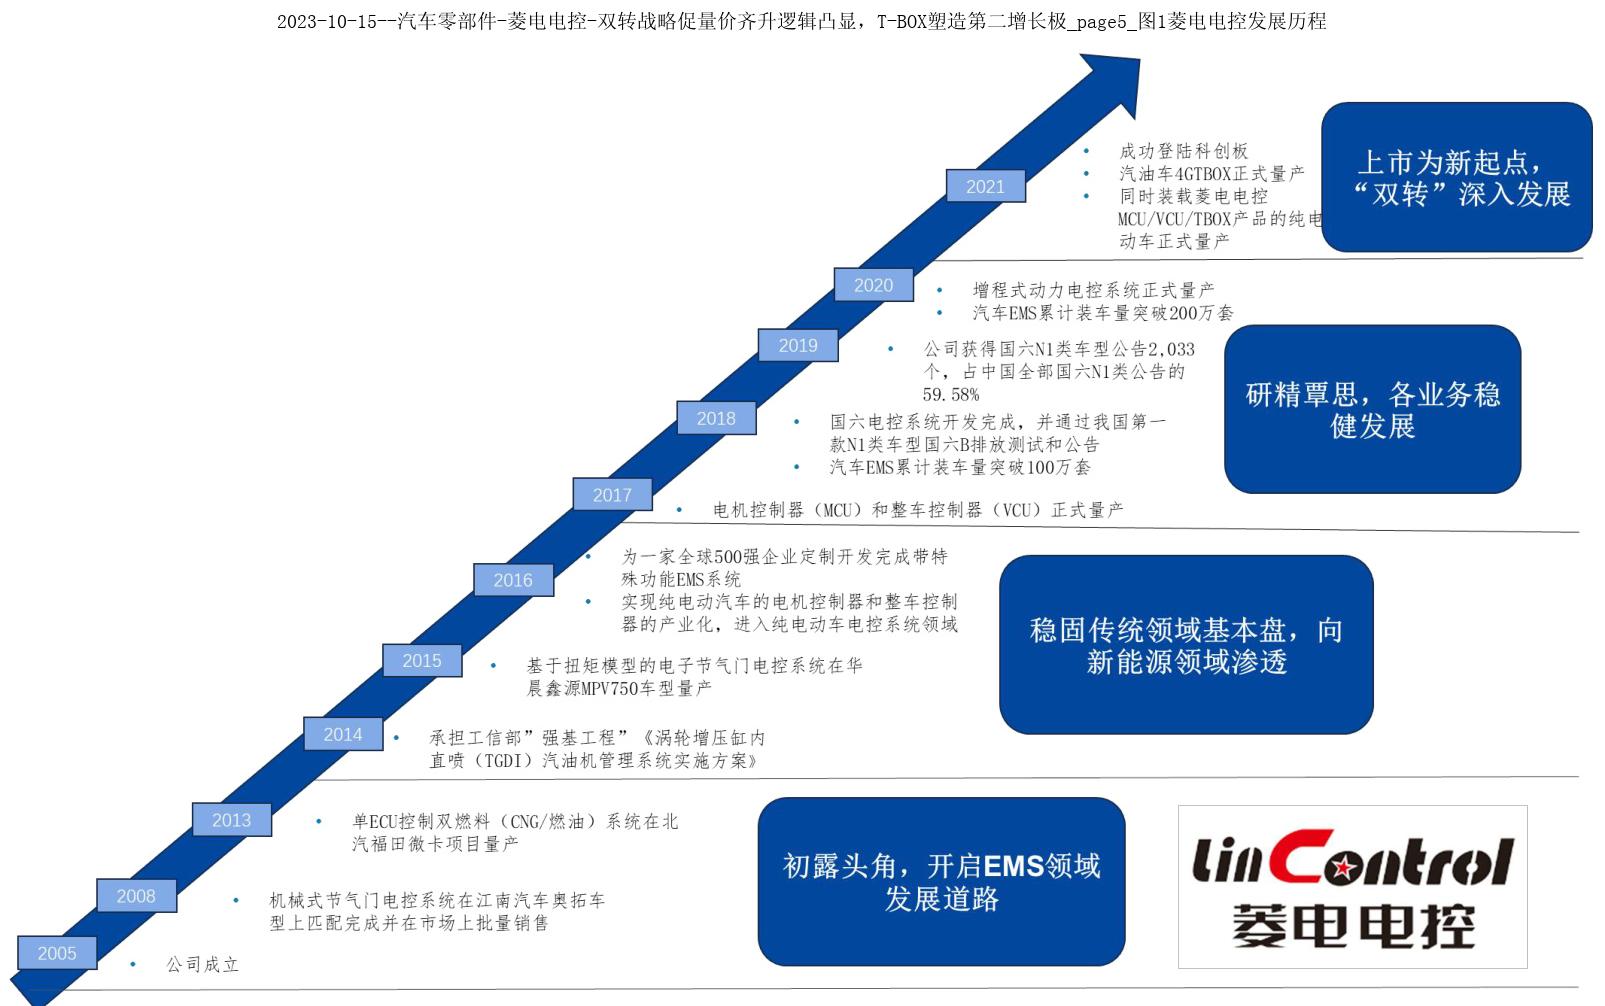 2023-10-15--汽车零部件-菱电电控-双转战略促量价齐升逻辑凸显，T-BOX塑造第二增长极_page5_图1菱电电控发展历程
2021
• 成功登陆科创板
• 汽油车4GTBOX正式量产
• 同时装载菱电电控
MCU/VCU/TBOX产品的纯电
动车正式量产
上市为新起点，
“双转”深入发展
2020
• 增程式动力电控系统正式量产
• 汽车EMS累计装车量突破200万套
2019
• 公司获得国六N1类车型公告2,033
个，占中国全部国六N1类公告的
59.58%
2018
• 国六电控系统开发完成，并通过我国第一
款N1类车型国六B排放测试和公告
• 汽车EMS累计装车量突破100万套
2017
• 电机控制器（MCU）和整车控制器（VCU）正式量产
研精覃思，各业务稳
健发展
2016
• 为一家全球500强企业定制开发完成带特
殊功能EMS系统
• 实现纯电动汽车的电机控制器和整车控制
器的产业化，进入纯电动车电控系统领域
2015
• 基于扭矩模型的电子节气门电控系统在华
晨鑫源MPV750车型量产
2014
• 承担工信部”强基工程”《涡轮增压缸内
直喷（TGDI）汽油机管理系统实施方案》
稳固传统领域基本盘，向
新能源领域渗透
2013
• 单ECU控制双燃料（CNG/燃油）系统在北
汽福田微卡项目量产
2008
• 机械式节气门电控系统在江南汽车奥拓车
型上匹配完成并在市场上批量销售
2005
• 公司成立
初露头角，开启EMS领域
发展道路
LinControl
菱电电控